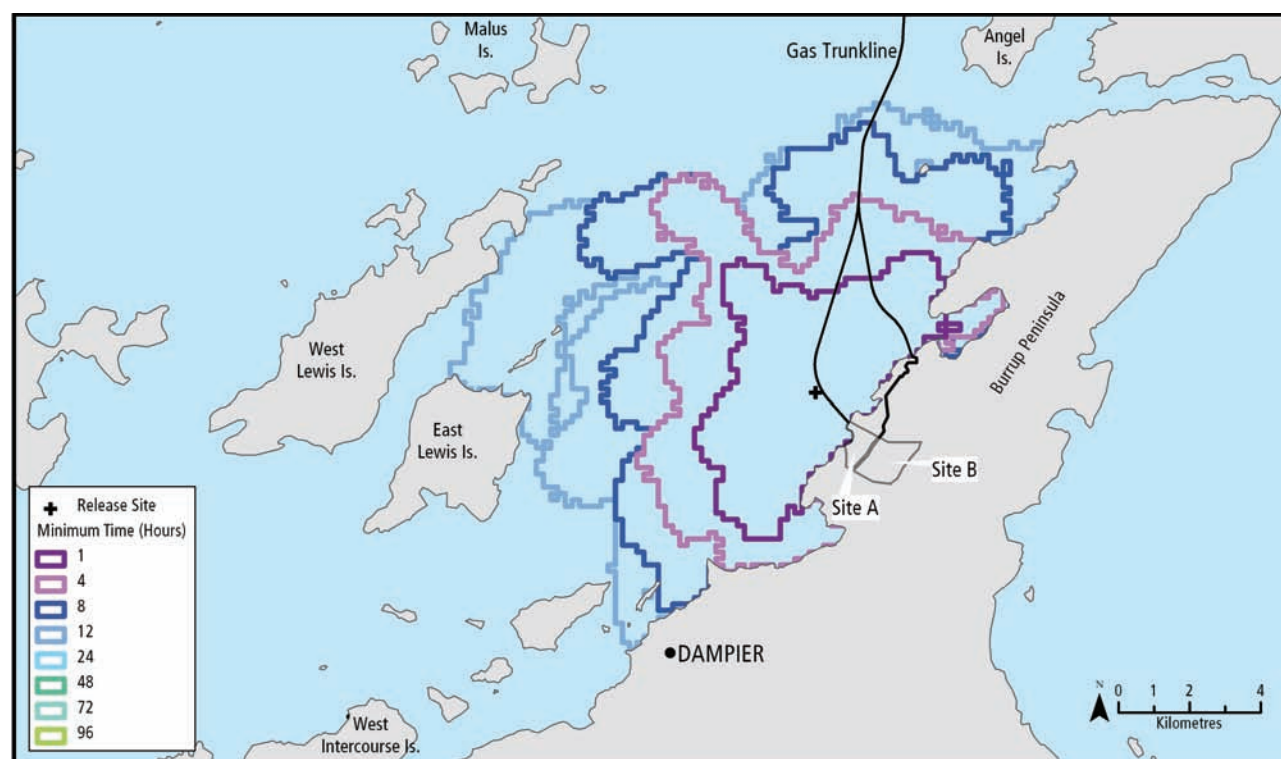 Malus
Is.
Gas Trunkline
Angel
Is.
West
Lewis Is.
Burrup Peninsula
East
Lewis Is.
Site B
Site A
DAMPIER
West
Intercourse Is.
Release Site
Minimum Time (Hours)
1
4
8
12
24
48
72
96
N
0 1 2 4
Kilometres